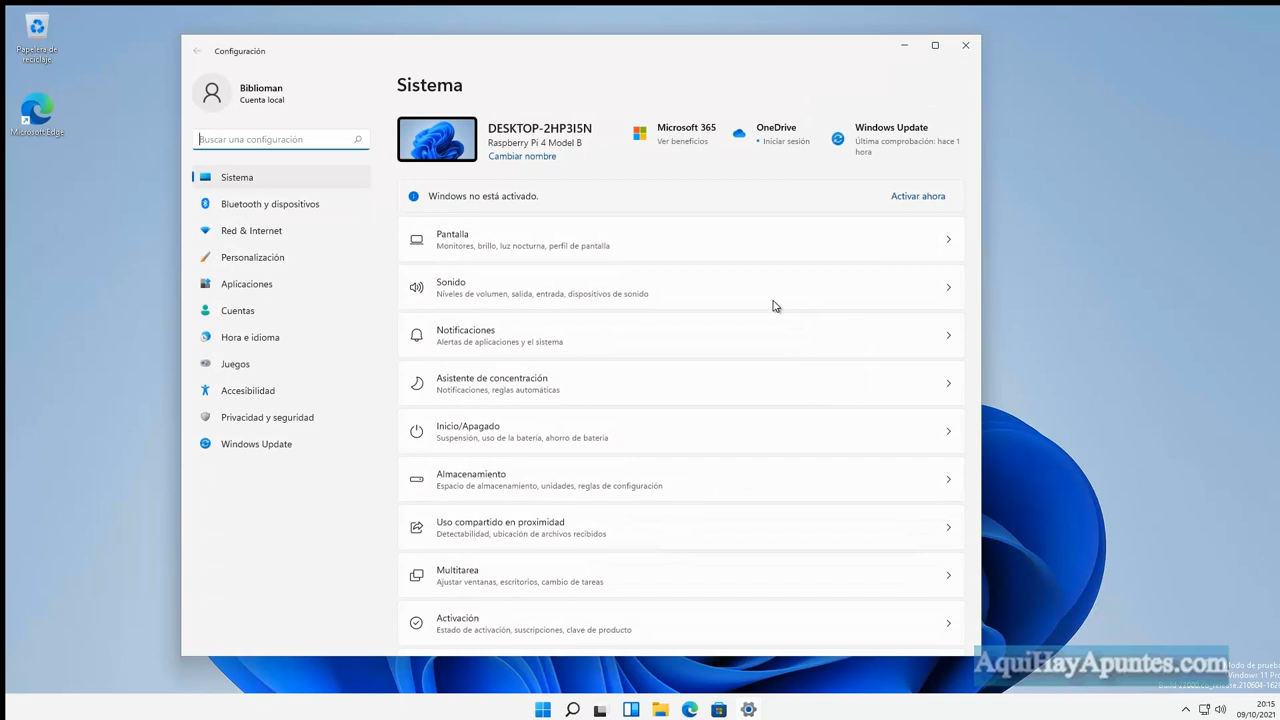 Papelera de
reciclaje
Microsoft Edge
Configuración
Biblioman
Cuenta local
Buscar una configuración
Sistema
Bluetooth y dispositivos
Red & Internet
Personalización
Aplicaciones
Cuentas
Hora e idioma
Juegos
Accesibilidad
Privacidad y seguridad
Windows Update
Sistema
DESKTOP-2HP3I5N
Raspberry Pi 4 Model B
Cambiar nombre
Microsoft 365
Ver beneficios
OneDrive
• Iniciar sesión
Windows Update
Última comprobación: hace 1
hora
Windows no está activado.
Activar ahora
Pantalla
Monitores, brillo, luz nocturna, perfil de pantalla
Sonido
Niveles de volumen, salida, entrada, dispositivos de sonido
Notificaciones
Alertas de aplicaciones y el sistema
Asistente de concentración
Notificaciones, reglas automáticas
Inicio/Apagado
Suspensión, uso de la batería, ahorro de batería
Almacenamiento
Espacio de almacenamiento, unidades, reglas de configuración
Uso compartido en proximidad
Detectabilidad, ubicación de archivos recibidos
Multitarea
Ajustar ventanas, escritorios, cambio de tareas
Activación
Estado de activación, suscripciones, clave de producto
AquiHayApuntes.com
Windows 11 Pro
20:15
09/10/2021